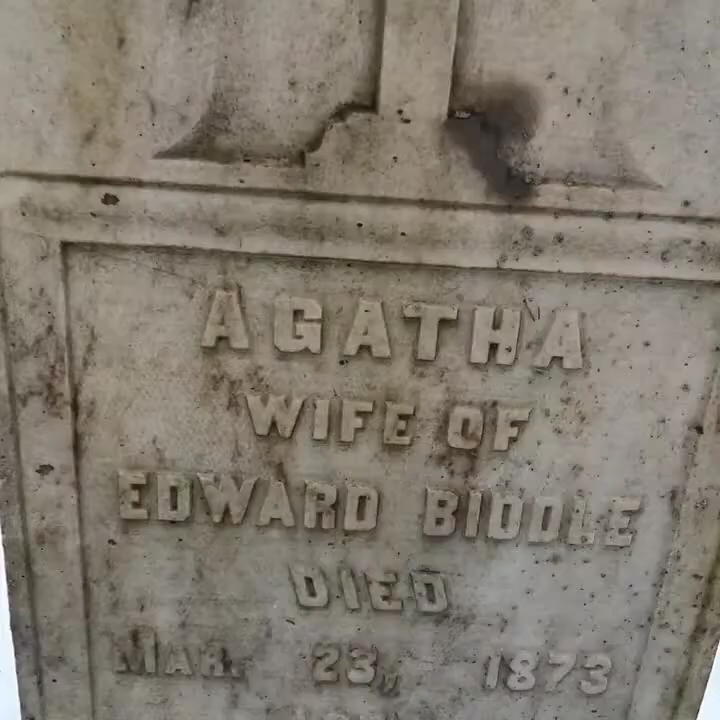 AGATHA
WIFE OF
EDWARD BIDDLE
DIED
MAR. 23, 1873